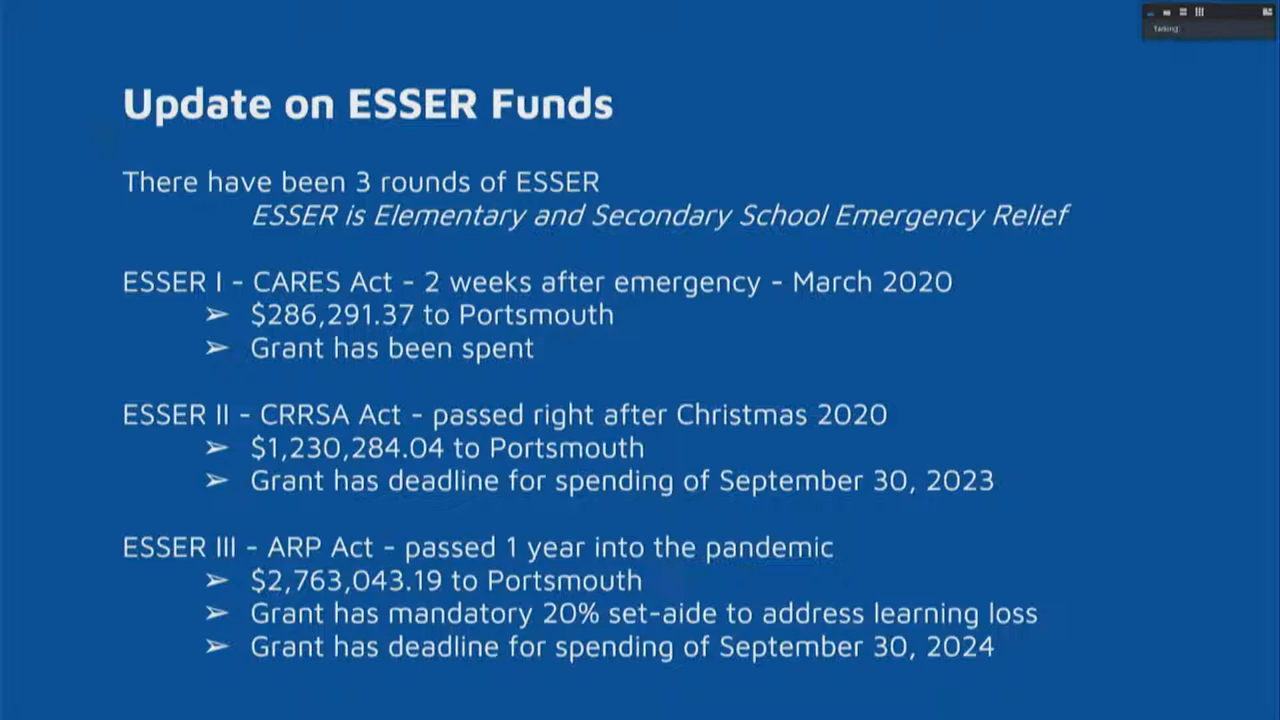 Talking:
Update on ESSER Funds
There have been 3 rounds of ESSER
ESSER is Elementary and Secondary School Emergency Relief
ESSER I - CARES Act - 2 weeks after emergency - March 2020
➢ $286,291.37 to Portsmouth
➢ Grant has been spent
ESSER II - CRRSA Act - passed right after Christmas 2020
➢ $1,230,284.04 to Portsmouth
➢ Grant has deadline for spending of September 30, 2023
ESSER III - ARP Act - passed 1 year into the pandemic
➢ $2,763,043.19 to Portsmouth
➢ Grant has mandatory 20% set-aide to address learning loss
➢ Grant has deadline for spending of September 30, 2024